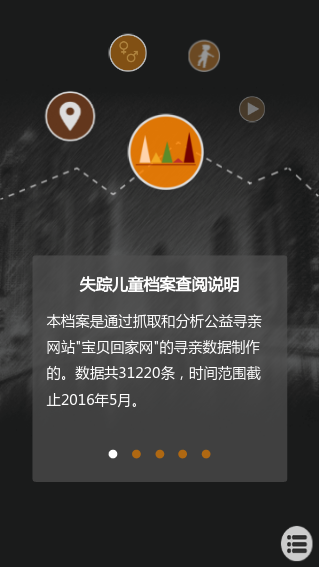 失踪儿童档案查阅说明
本档案是通过抓取和分析公益寻亲
网站"宝贝回家网"的寻亲数据制作
的。数据共31220条，时间范围截
止2016年5月。